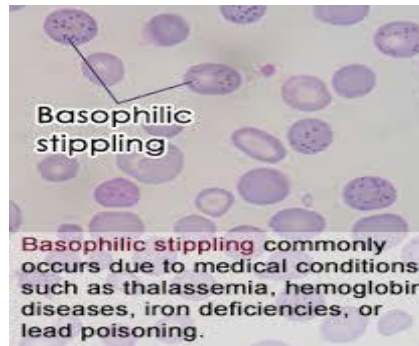 Basophilic
stippling
Basophilic stippling commonly
occurs due to medical conditions
such as thalassemia, hemoglobin
diseases, iron deficiencies, or
lead poisoning.